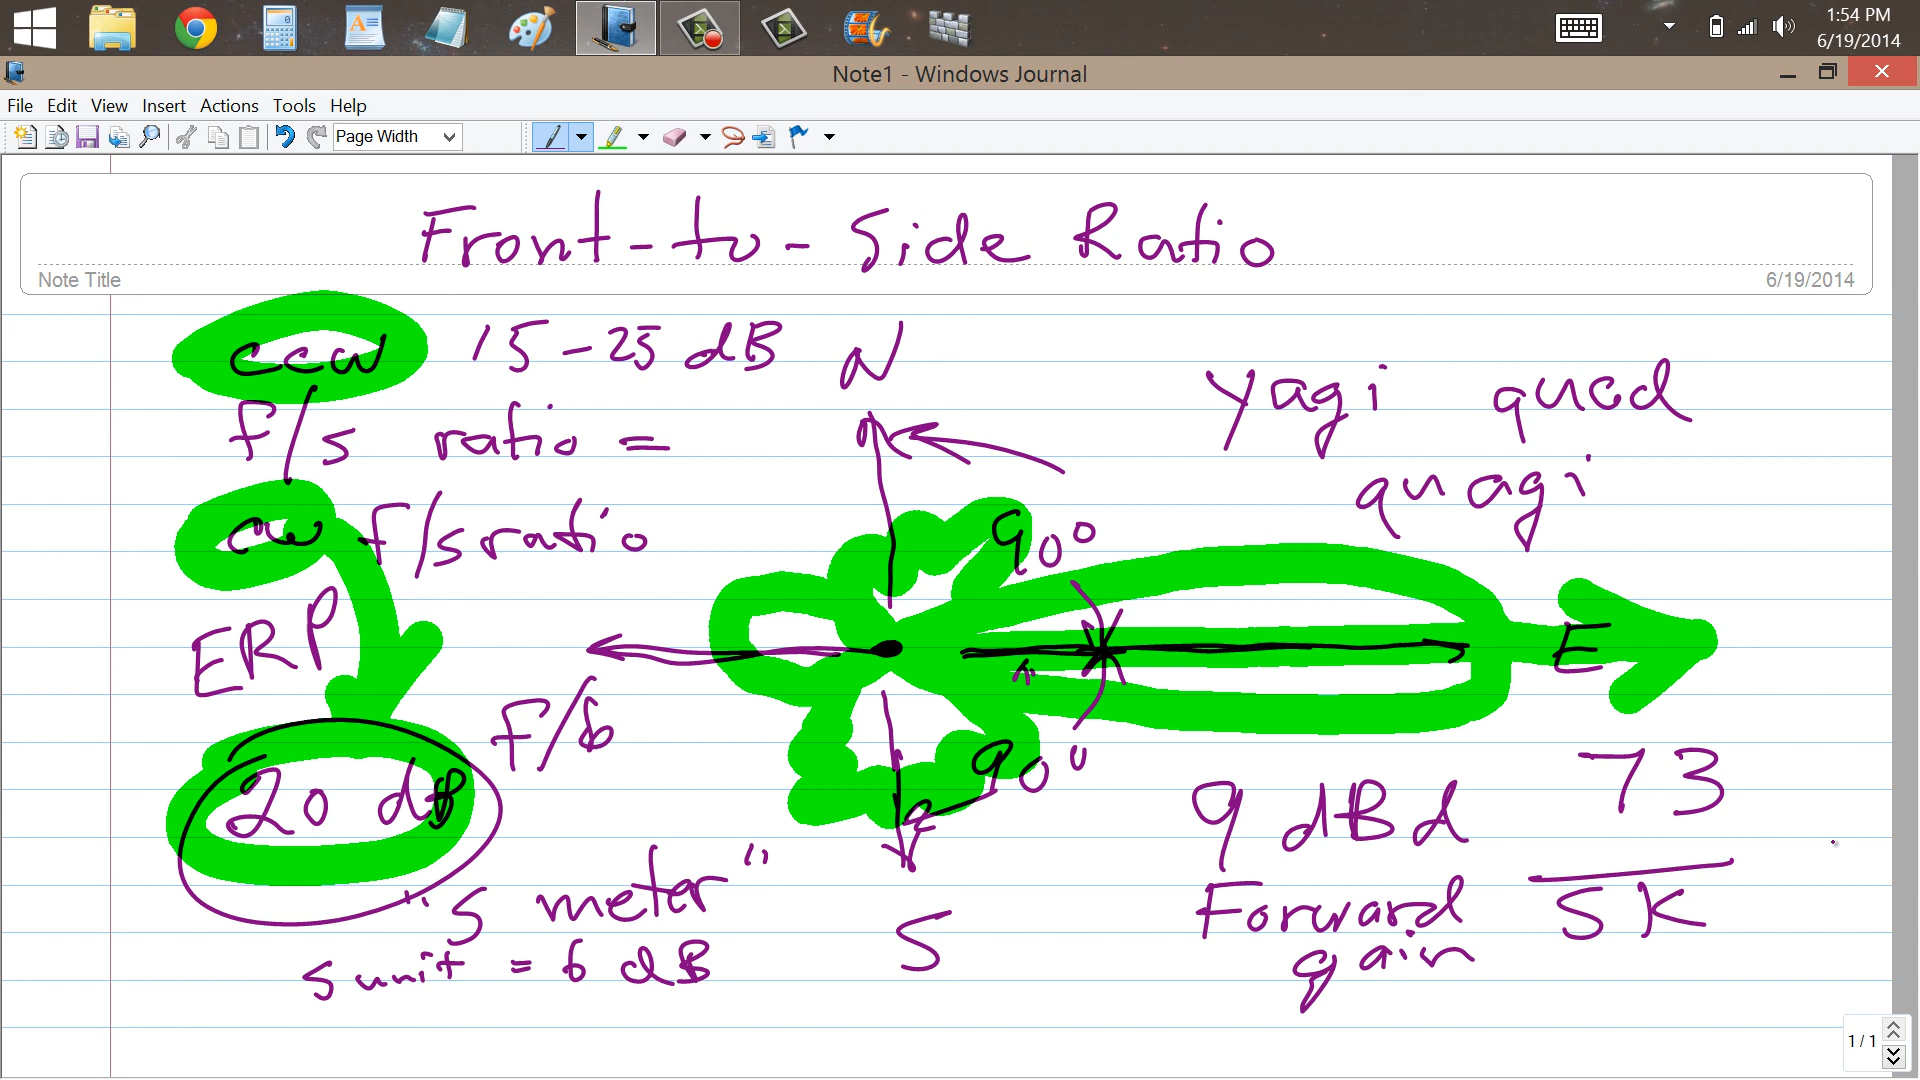 1:54 PM
6/19/2014
Note1 - Windows Journal
File Edit View Insert Actions Tools Help
Page Width
Front-to-Side Ratio
Note Title
6/19/2014
ccw 15-25 dB N
Yagi quad
F/s ratio =
quagi
cw F/s ratio
90°
ERP
E
F/b
90°
73
20 dB
9 dBd
"S meter"
Forward
SK
S
gain
S unit = 6 dB
1 / 1